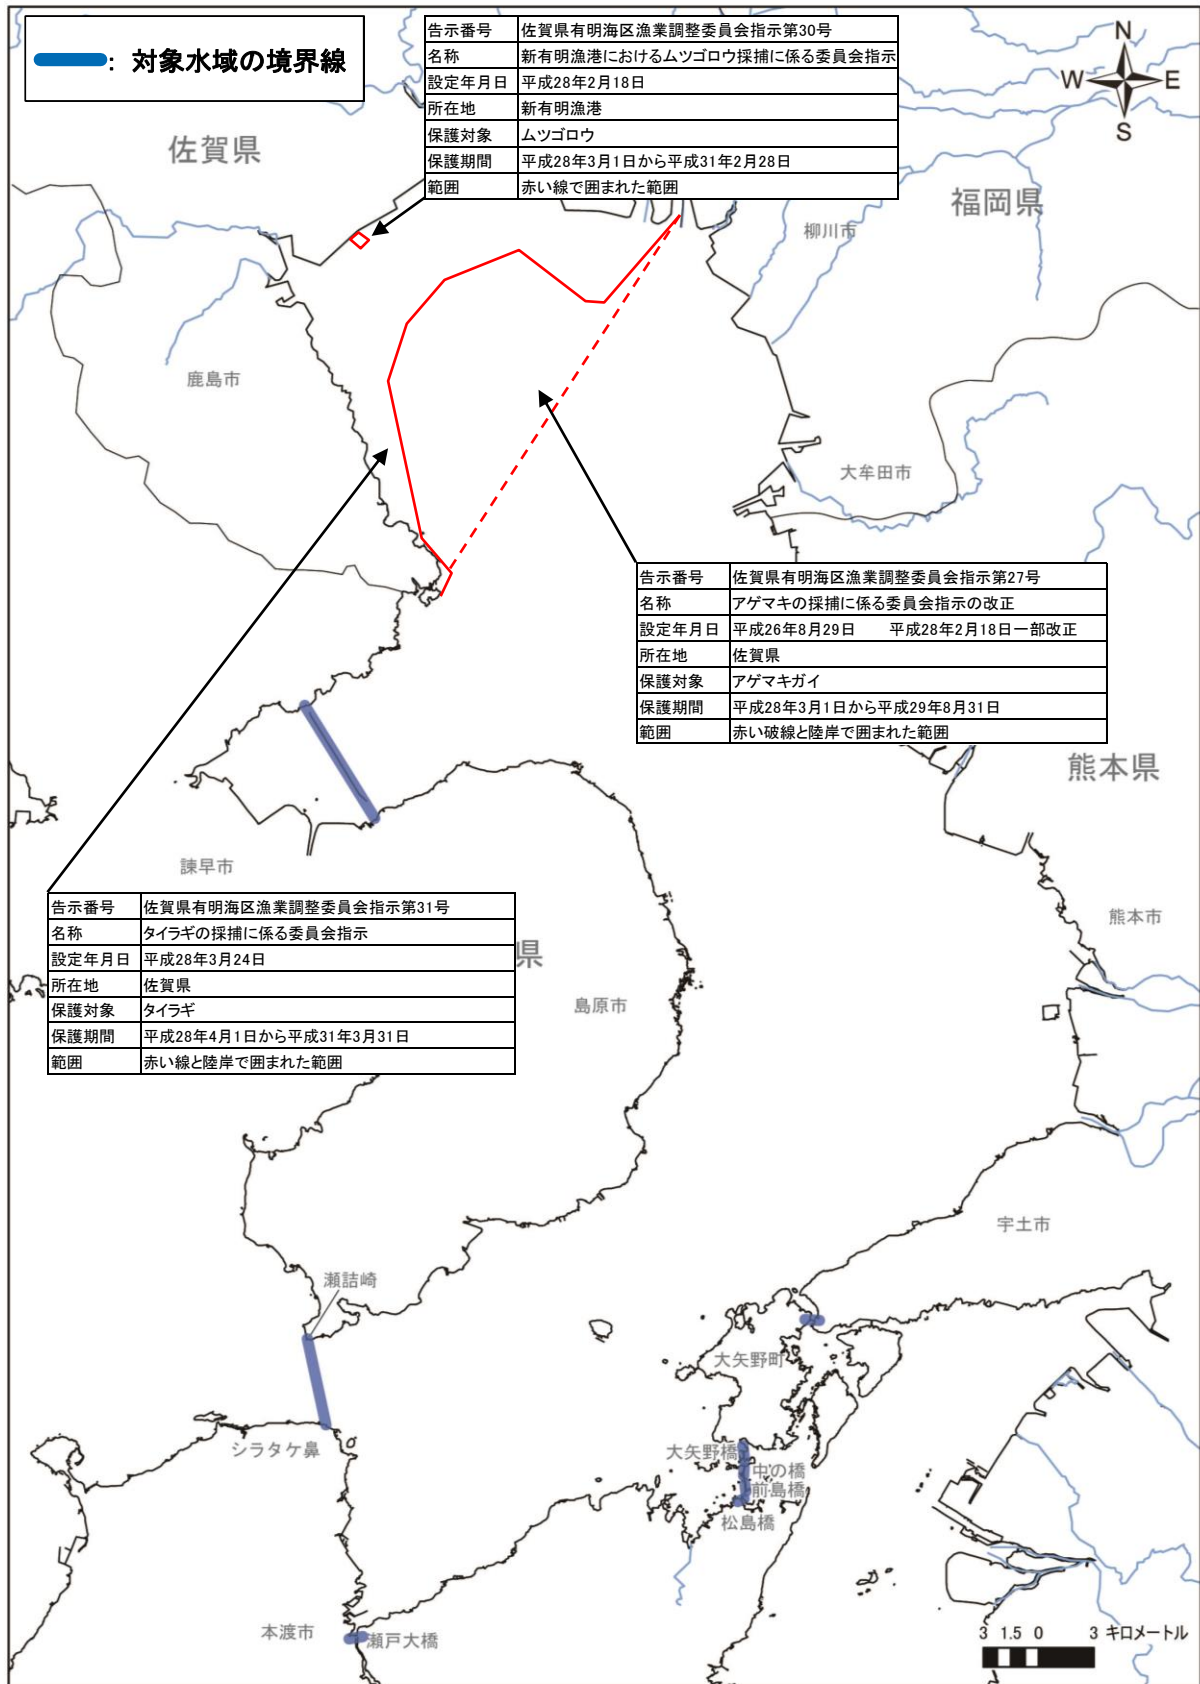 : 対象水域の境界線
告示番号 佐賀県有明海区漁業調整委員会指示第30号
名称 新有明漁港におけるムツゴロウ採捕に係る委員会指示
設定年月日 平成28年2月18日
所在地 新有明漁港
保護対象 ムツゴロウ
保護期間 平成28年3月1日から平成31年2月28日
範囲 赤い線で囲まれた範囲
N
W E
S
佐賀県
福岡県
柳川市
鹿島市
大牟田市
告示番号 佐賀県有明海区漁業調整委員会指示第27号
名称 アゲマキの採捕に係る委員会指示の改正
設定年月日 平成26年8月29日 平成28年2月18日一部改正
所在地 佐賀県
保護対象 アゲマキガイ
保護期間 平成28年3月1日から平成29年8月31日
範囲 赤い破線と陸岸で囲まれた範囲
熊本県
諫早市
告示番号 佐賀県有明海区漁業調整委員会指示第31号
名称 タイラギの採捕に係る委員会指示
設定年月日 平成28年3月24日
所在地 佐賀県
保護対象 タイラギ
保護期間 平成28年4月1日から平成31年3月31日
範囲 赤い線と陸岸で囲まれた範囲
県
熊本市
島原市
宇土市
瀬詰崎
大矢野町
シラタケ鼻
大矢野橋
中の橋
前島橋
松島橋
本渡市
瀬戸大橋
3 1.5 0 3 キロメートル